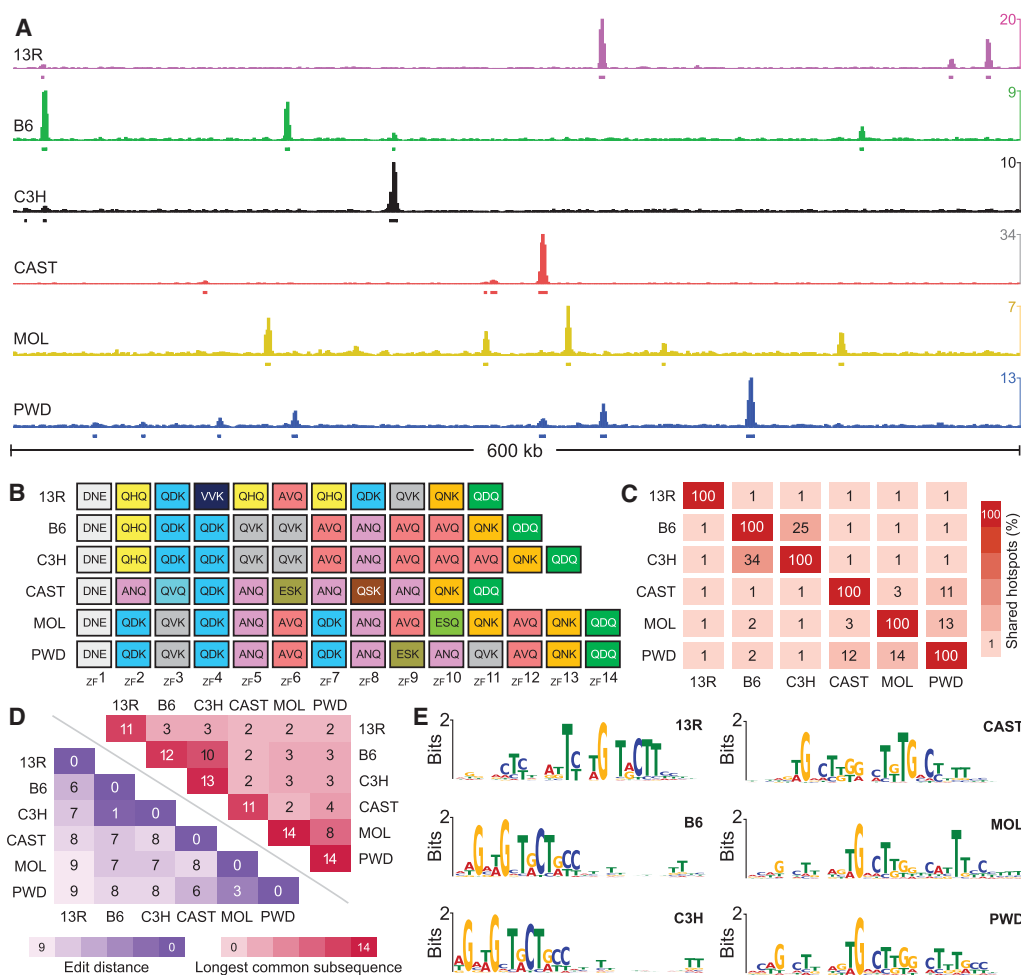 A
13R
20
B6
9
C3H
10
CAST
34
MOL
7
PWD
13
600 kb
B
13R DNE QHQ QDK VVK QHQ AVQ QHQ QDK QVK QNK QDQ
B6 DNE QHQ QDK QDK QVK QVK AVQ ANQ AVQ AVQ QNK QDQ
C3H DNE QHQ QDK QDK QVK QVK AVQ ANQ AVQ AVQ AVQ QNK QDQ
CAST DNE ANQ QVQ QDK ANQ ESK ANQ QSK ANQ QNK QDQ
MOL DNE QDK QVK QDK ANQ AVQ QDK ANQ AVQ ESQ QNK AVQ QNK QDQ
PWD DNE QDK QVK QDK ANQ AVQ QDK ANQ ESK ANQ QVK AVQ QNK QDQ
ZF1 ZF2 ZF3 ZF4 ZF5 ZF6 ZF7 ZF8 ZF9 ZF10 ZF11 ZF12 ZF13 ZF14
C
13R 100 1 1 1 1 1
B6 1 100 25 1 1 1
C3H 1 34 100 1 1 1
CAST 1 1 1 100 3 11
MOL 1 2 1 3 100 13
PWD 1 2 1 12 14 100
13R B6 C3H CAST MOL PWD
100
1
Shared hotspots (%)
D
13R B6 C3H CAST MOL PWD
11 3 3 2 2 2 13R
12 10 2 3 3 B6
13 2 3 3 C3H
11 2 4 CAST
14 8 MOL
14 PWD
13R 0
B6 6 0
C3H 7 1 0
CAST 8 7 8 0
MOL 9 7 7 8 0
PWD 9 8 8 6 3 0
13R B6 C3H CAST MOL PWD
9 0
Edit distance
0 14
Longest common subsequence
E
2
Bits
13R
2
Bits
CAST
2
Bits
B6
2
Bits
MOL
2
Bits
C3H
2
Bits
PWD